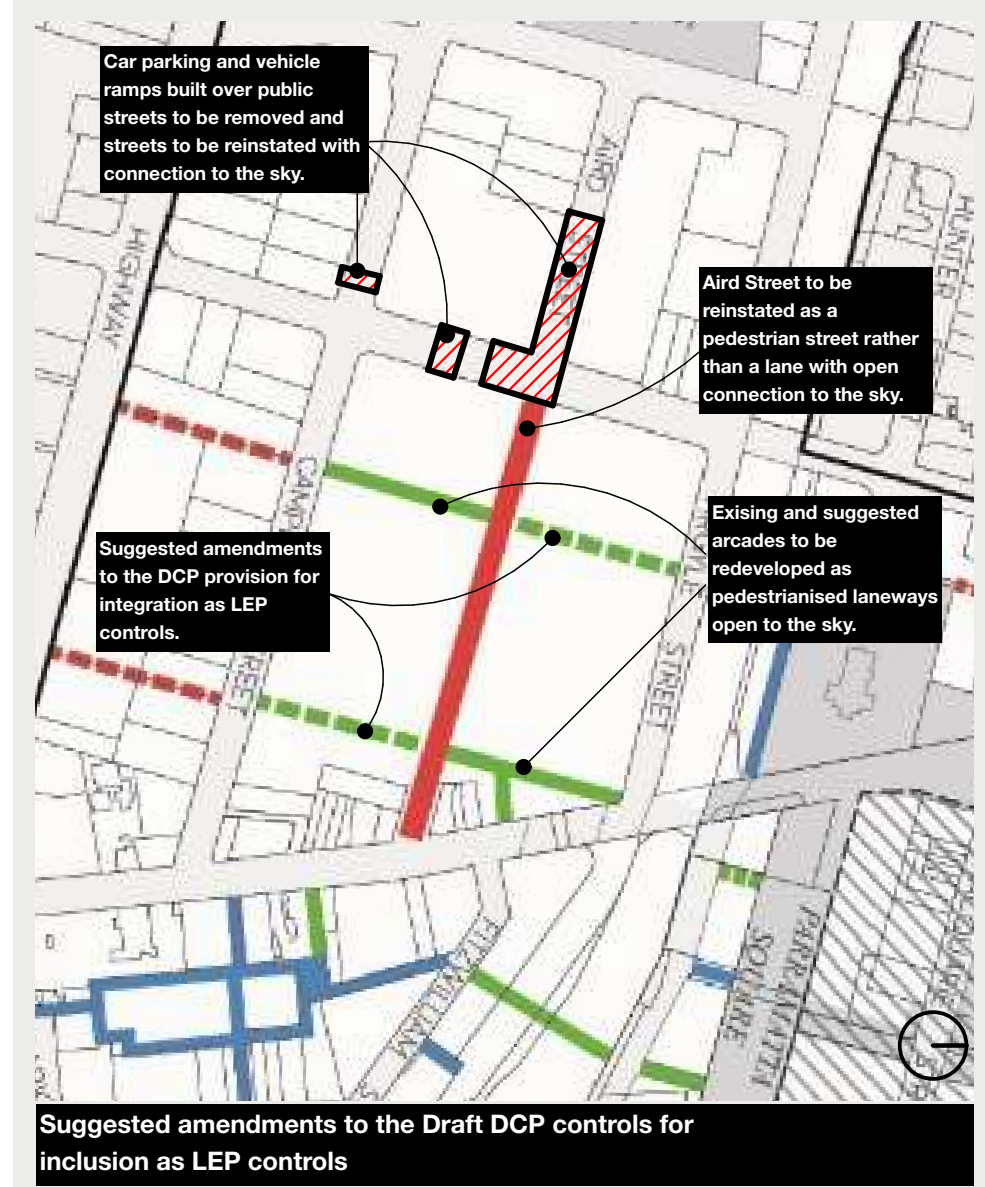 Car parking and vehicle
ramps built over public
streets to be removed and
streets to be reinstated with
connection to the sky.
AIRD
STREET
HUNTER
HIGHWAY
Aird Street to be
reinstated as a
pedestrian street rather
than a lane with open
connection to the sky.
Exising and suggested
arcades to be
redeveloped as
pedestrianised laneways
open to the sky.
Suggested amendments
to the DCP provision for
integration as LEP
controls.
STREET
FITZWILLIAM
PARRAMATTA
SQUARE
Suggested amendments to the Draft DCP controls for
inclusion as LEP controls